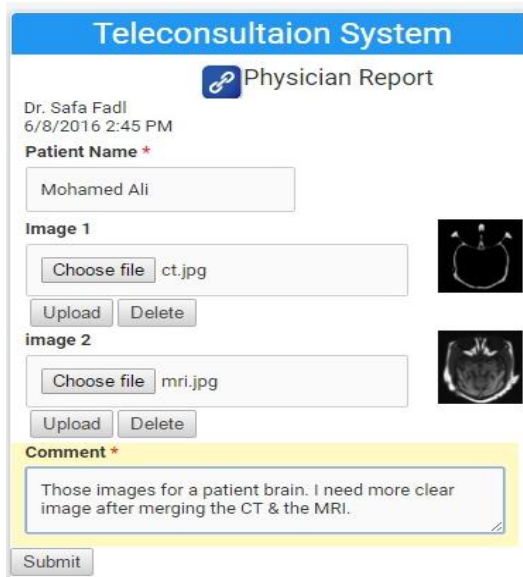 Teleconsultaion System
Physician Report
Dr. Safa Fadl
6/8/2016 2:45 PM
Patient Name *
Mohamed Ali
Image 1
Choose file ct.jpg
Upload Delete
image 2
Choose file mri.jpg
Upload Delete
Comment *
Those images for a patient brain. I need more clear
image after merging the CT & the MRI.
Submit